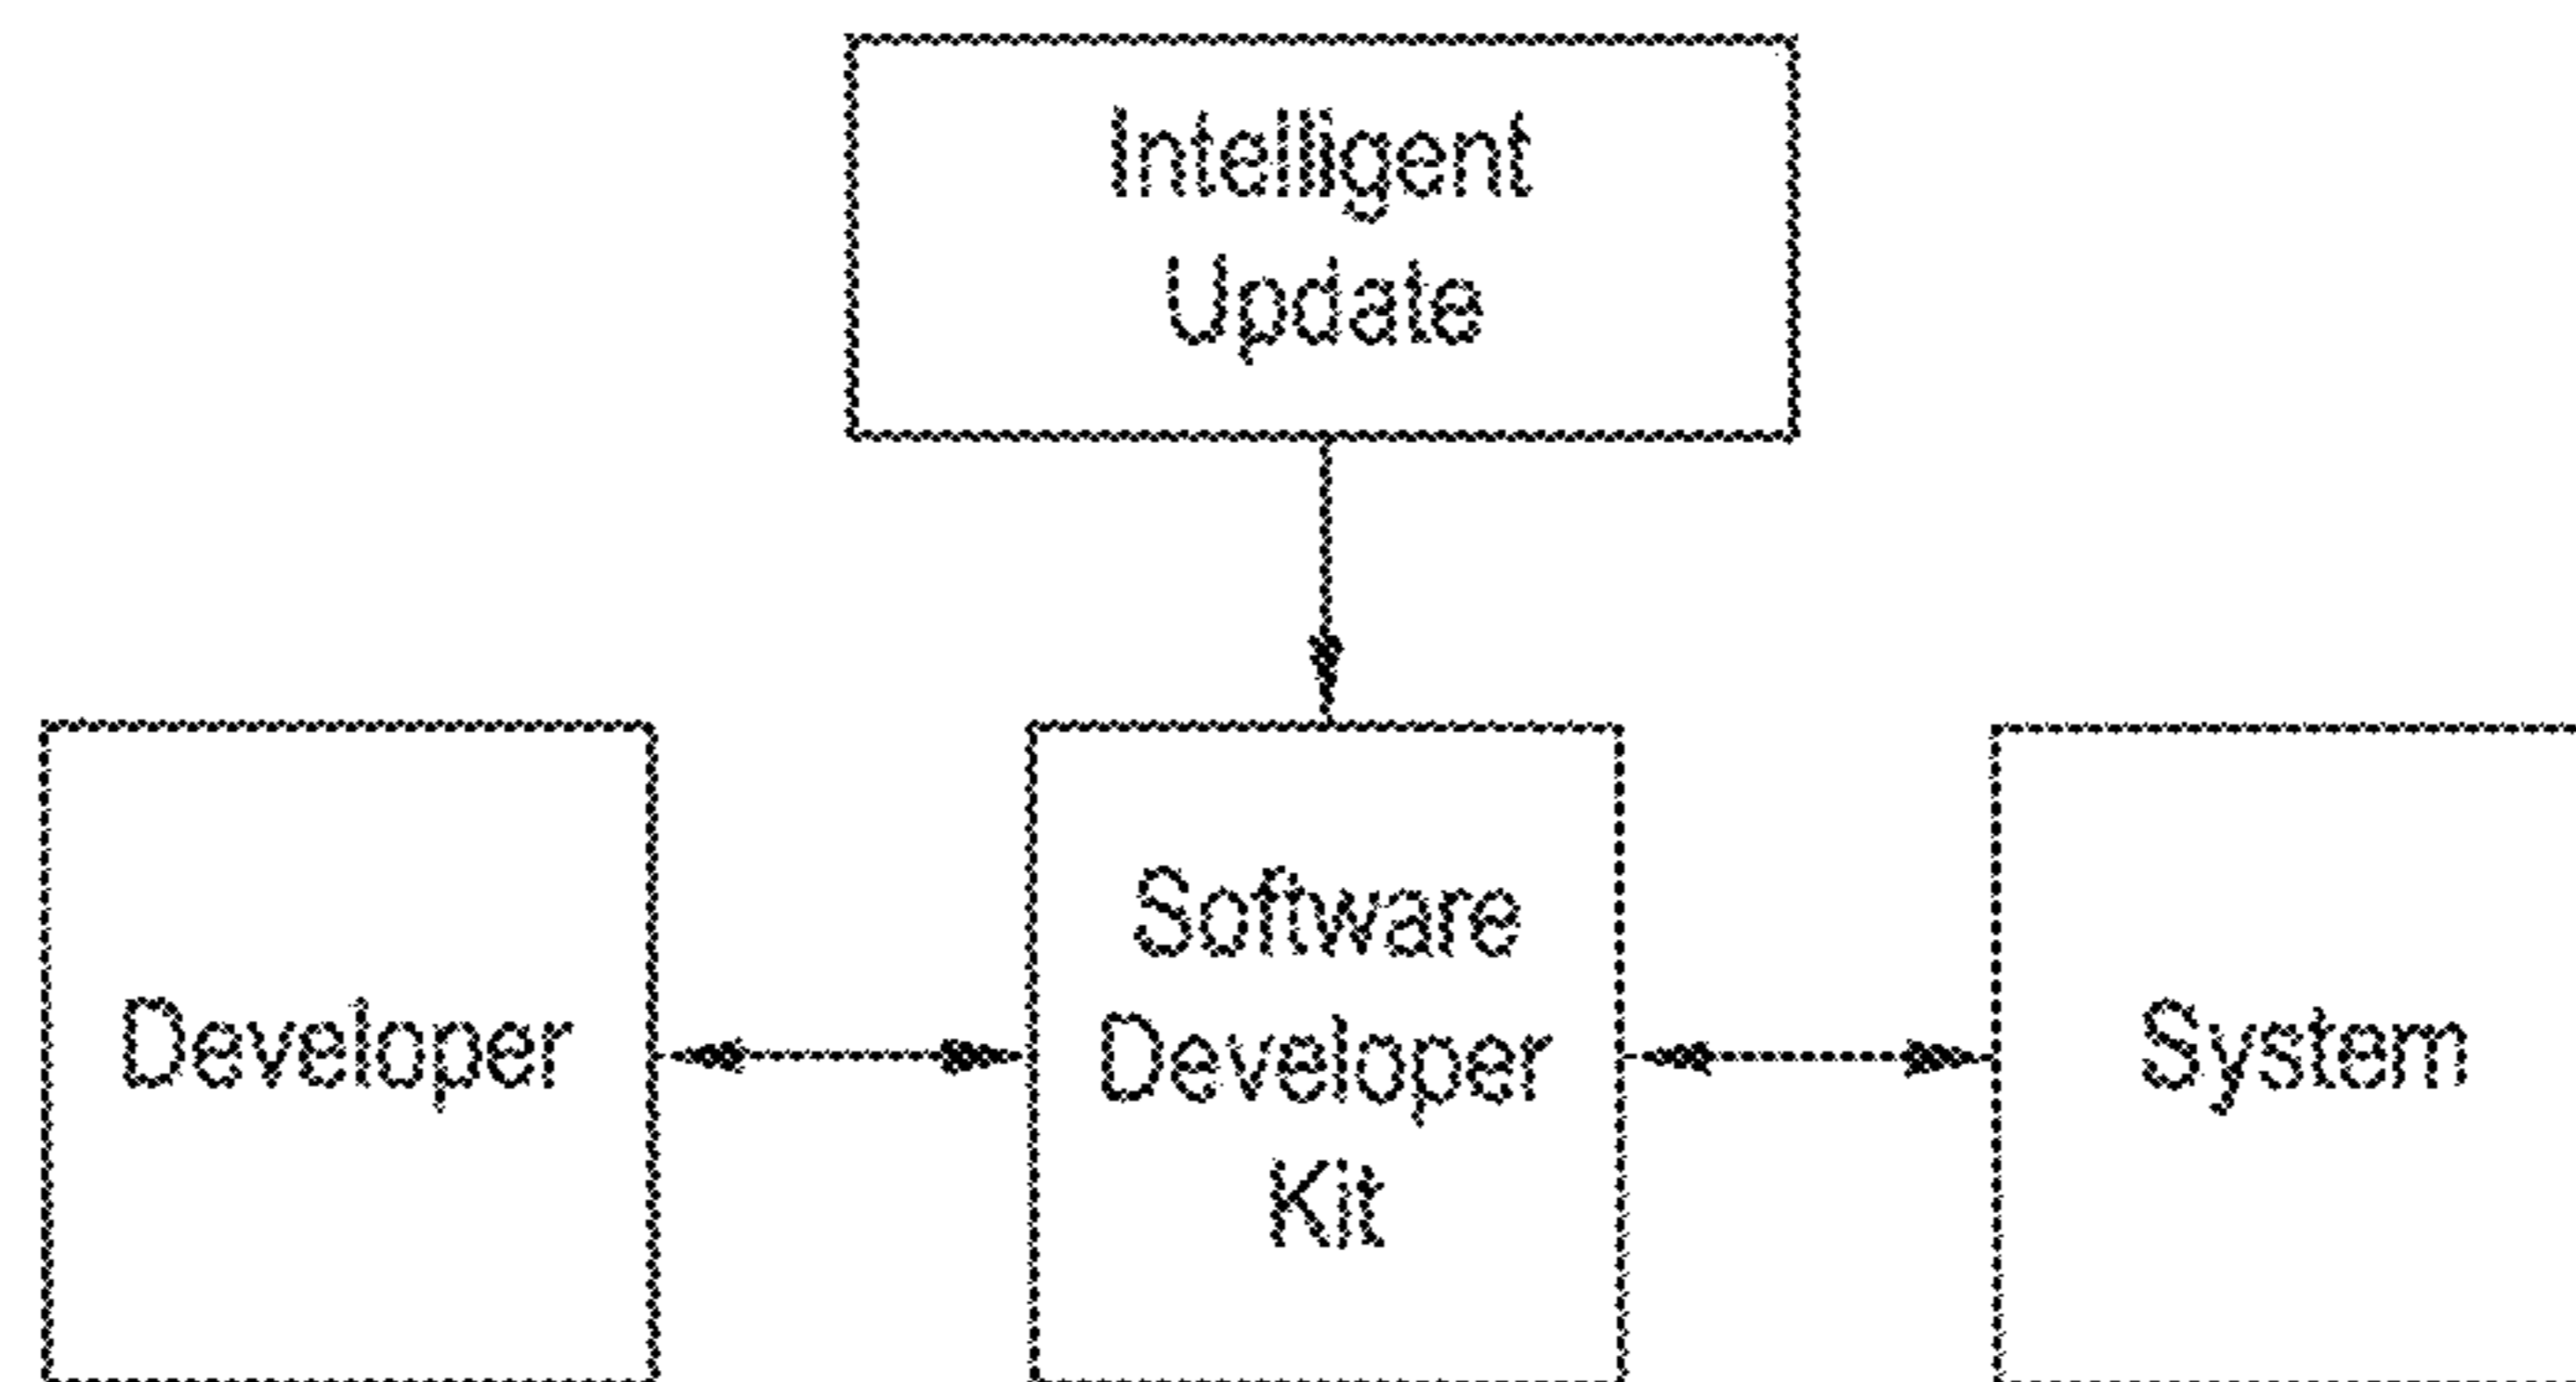 Intelligent
Update
Developer
Software
Developer
Kit
System